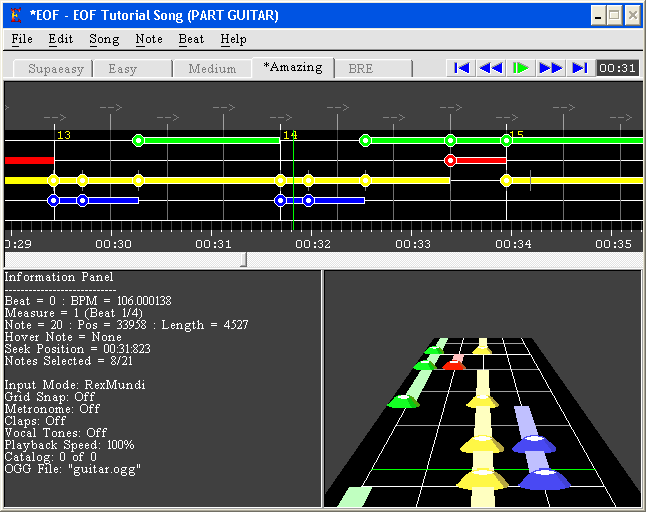 *EOF - EOF Tutorial Song (PART GUITAR)
File Edit Song Note Beat Help
Supaeasy Easy Medium *Amazing BRE 00:31
13 14 15
0:29 00:30 00:31 00:32 00:33 00:34 00:35
Information Panel
----------------------------
Beat = 0 : BPM = 106.000138
Measure = 1 (Beat 1/4)
Note = 20 : Pos = 33958 : Length = 4527
Hover Note = None
Seek Position = 00:31:823
Notes Selected = 8/21
Input Mode: RexMundi
Grid Snap: Off
Metronome: Off
Claps: Off
Vocal Tones: Off
Playback Speed: 100%
Catalog: 0 of 0
OGG File: "guitar.ogg"